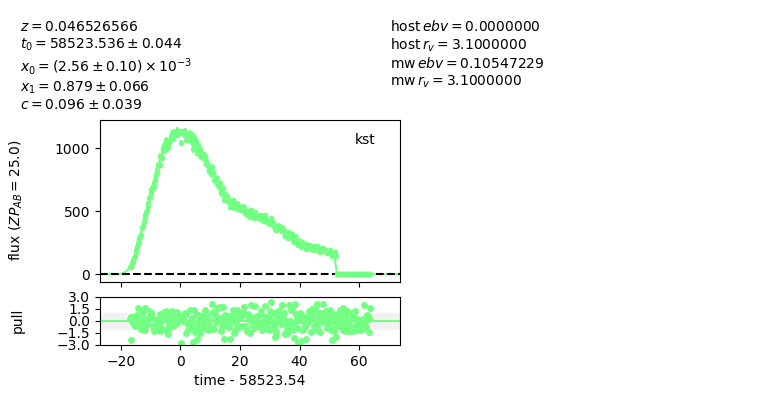 z = 0.046526566
t₀ = 58523.536 ± 0.044
x₀ = (2.56 ± 0.10) × 10⁻³
x₁ = 0.879 ± 0.066
c = 0.096 ± 0.039
host ebv = 0.0000000
host r_v = 3.1000000
mw ebv = 0.10547229
mw r_v = 3.1000000
kst
flux (ZP_AB = 25.0)
1000
500
0
pull
3.0
1.5
0.0
−1.5
−3.0
−20 0 20 40 60
time - 58523.54